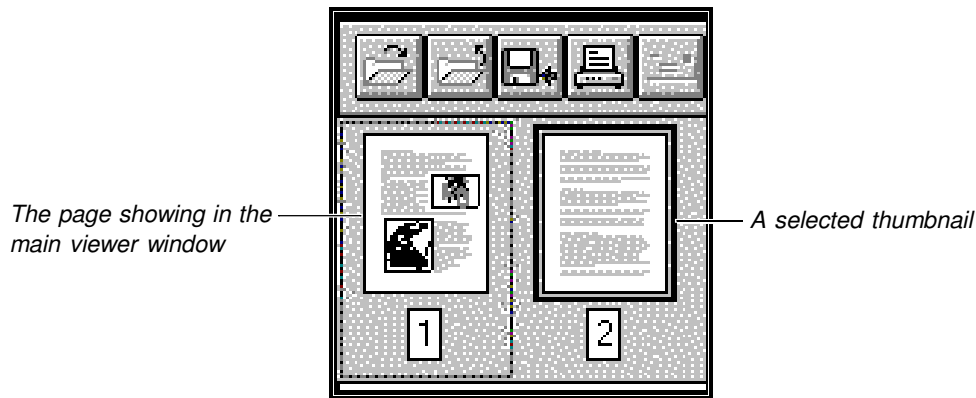 The page showing in the
main viewer window
A selected thumbnail
1
2